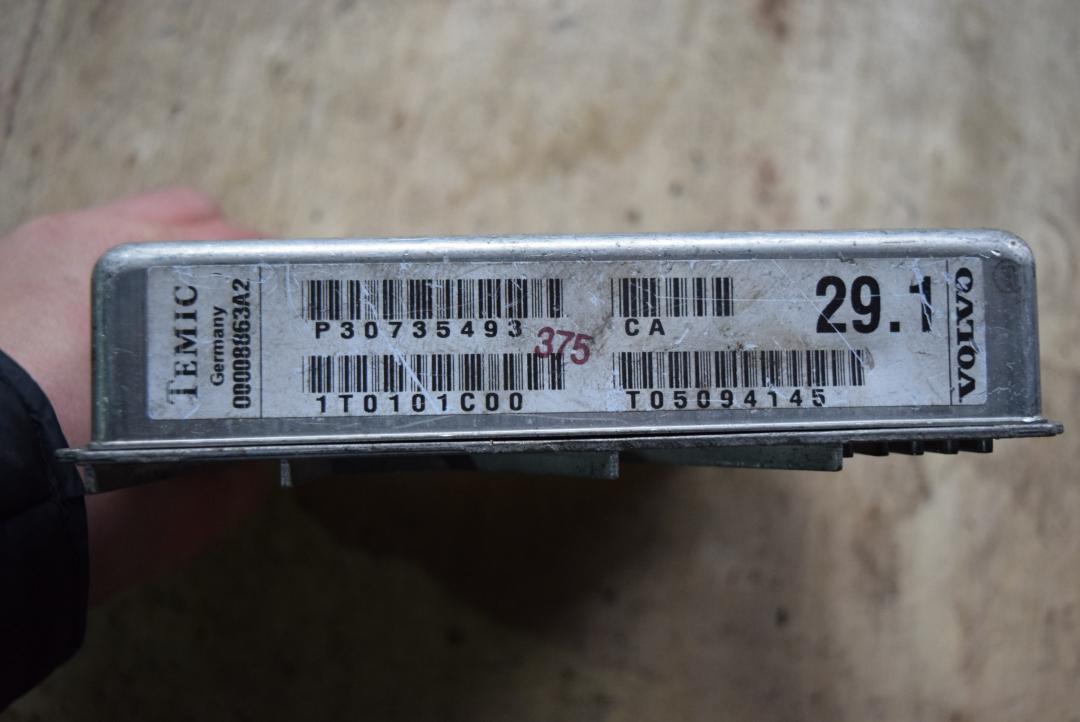 TEMIC
Germany
00008863A2
P30735493
CA
29.1
375
1T0101C00
T05094145
VOLVO